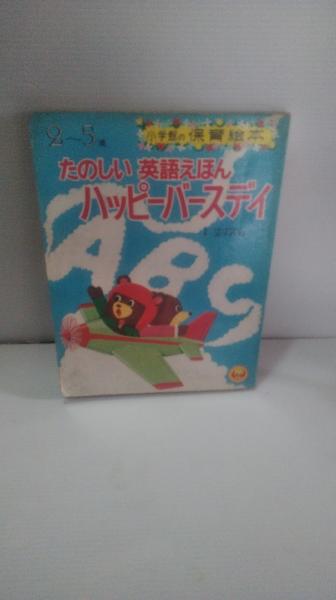 2～5歳
小学館の保育絵本
たのしい 英語えほん
ハッピーバースデイ
ABC